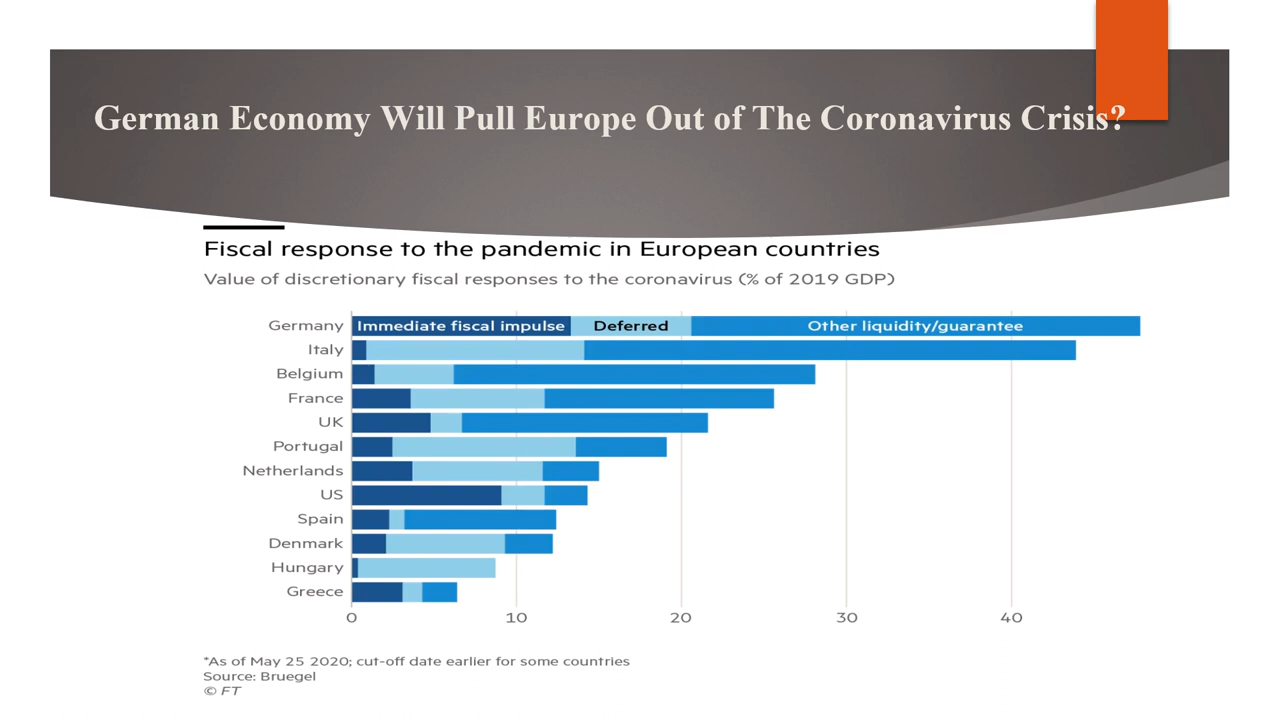 German Economy Will Pull Europe Out of The Coronavirus Crisis?
Fiscal response to the pandemic in European countries
Value of discretionary fiscal responses to the coronavirus (% of 2019 GDP)
Germany Immediate fiscal impulse Deferred Other liquidity/guarantee
Italy
Belgium
France
UK
Portugal
Netherlands
US
Spain
Denmark
Hungary
Greece
0 10 20 30 40
*As of May 25 2020; cut-off date earlier for some countries
Source: Bruegel
© FT